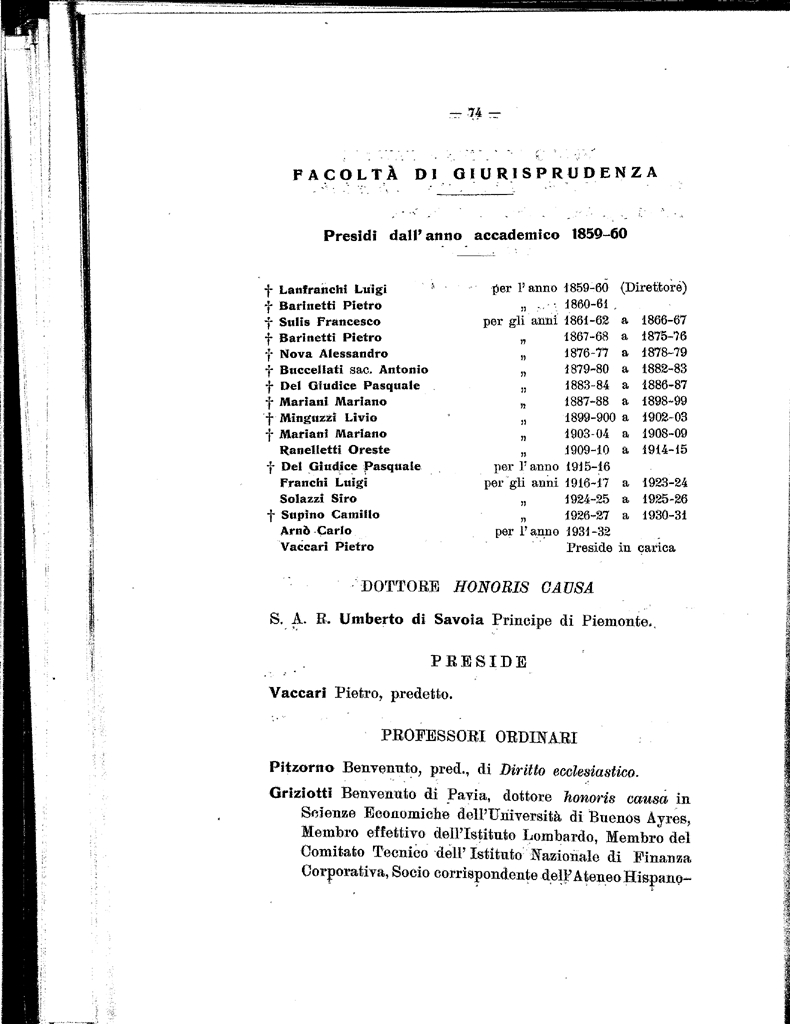 — 74 —
FACOLTÀ DI GIURISPRUDENZA
Presidi dall' anno accademico 1859-60
† Lanfranchi Luigi per l' anno 1859-60 (Direttore)
† Barinetti Pietro „ 1860-61
† Sulis Francesco per gli anni 1861-62 a 1866-67
† Barinetti Pietro „ 1867-68 a 1875-76
† Nova Alessandro „ 1876-77 a 1878-79
† Buccellati sac. Antonio „ 1879-80 a 1882-83
† Del Giudice Pasquale „ 1883-84 a 1886-87
† Mariani Mariano „ 1887-88 a 1898-99
† Minguzzi Livio „ 1899-900 a 1902-03
† Mariani Mariano „ 1903-04 a 1908-09
Ranelletti Oreste „ 1909-10 a 1914-15
† Del Giudice Pasquale per l' anno 1915-16
Franchi Luigi per gli anni 1916-17 a 1923-24
Solazzi Siro „ 1924-25 a 1925-26
† Supino Camillo „ 1926-27 a 1930-31
Arnò Carlo per l' anno 1931-32
Vaccari Pietro Preside in carica
DOTTORE HONORIS CAUSA
S. A. R. Umberto di Savoia Principe di Piemonte.
PRESIDE
Vaccari Pietro, predetto.
PROFESSORI ORDINARI
Pitzorno Benvenuto, pred., di Diritto ecclesiastico.
Griziotti Benvenuto di Pavia, dottore honoris causa in
Scienze Economiche dell'Università di Buenos Ayres,
Membro effettivo dell'Istituto Lombardo, Membro del
Comitato Tecnico dell' Istituto Nazionale di Finanza
Corporativa, Socio corrispondente dell'Ateneo Hispano-